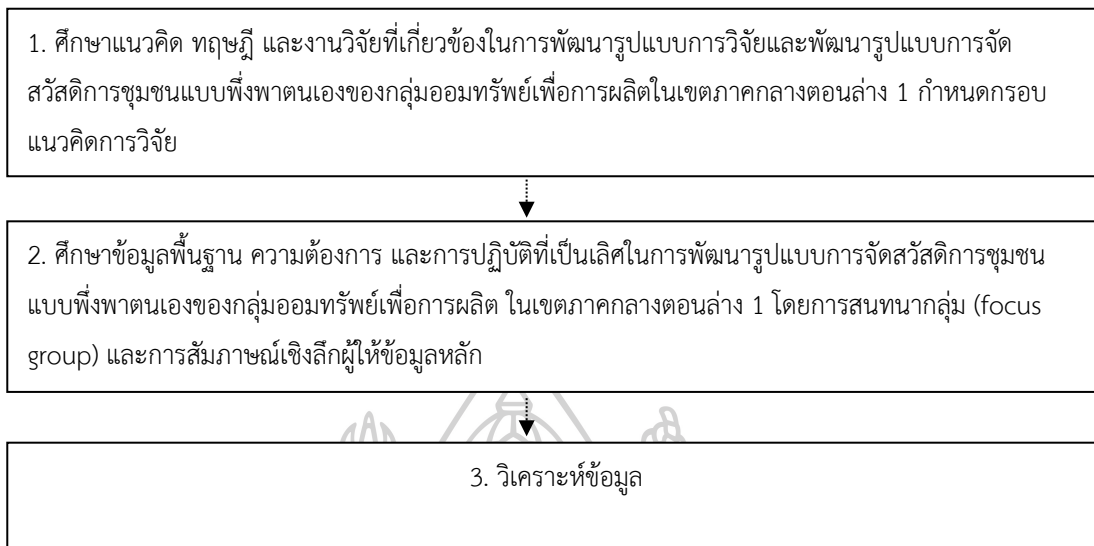 1. ศึกษาแนวคิด ทฤษฎี และงานวิจัยที่เกี่ยวข้องในการพัฒนารูปแบบการวิจัยและพัฒนารูปแบบการจัด
สวัสดิการชุมชนแบบพึ่งพาตนเองของกลุ่มออมทรัพย์เพื่อการผลิตในเขตภาคกลางตอนล่าง 1 กำหนดกรอบ
แนวคิดการวิจัย
2. ศึกษาข้อมูลพื้นฐาน ความต้องการ และการปฏิบัติที่เป็นเลิศในการพัฒนารูปแบบการจัดสวัสดิการชุมชน
แบบพึ่งพาตนเองของกลุ่มออมทรัพย์เพื่อการผลิต ในเขตภาคกลางตอนล่าง 1 โดยการสนทนากลุ่ม (focus
group) และการสัมภาษณ์เชิงลึกผู้ให้ข้อมูลหลัก
3. วิเคราะห์ข้อมูล